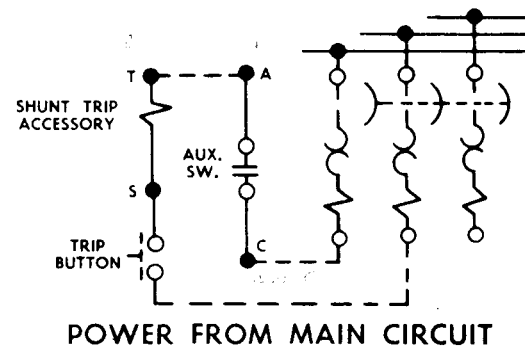 T
A
SHUNT TRIP
ACCESSORY
AUX.
SW.
S
TRIP
BUTTON
C
POWER FROM MAIN CIRCUIT